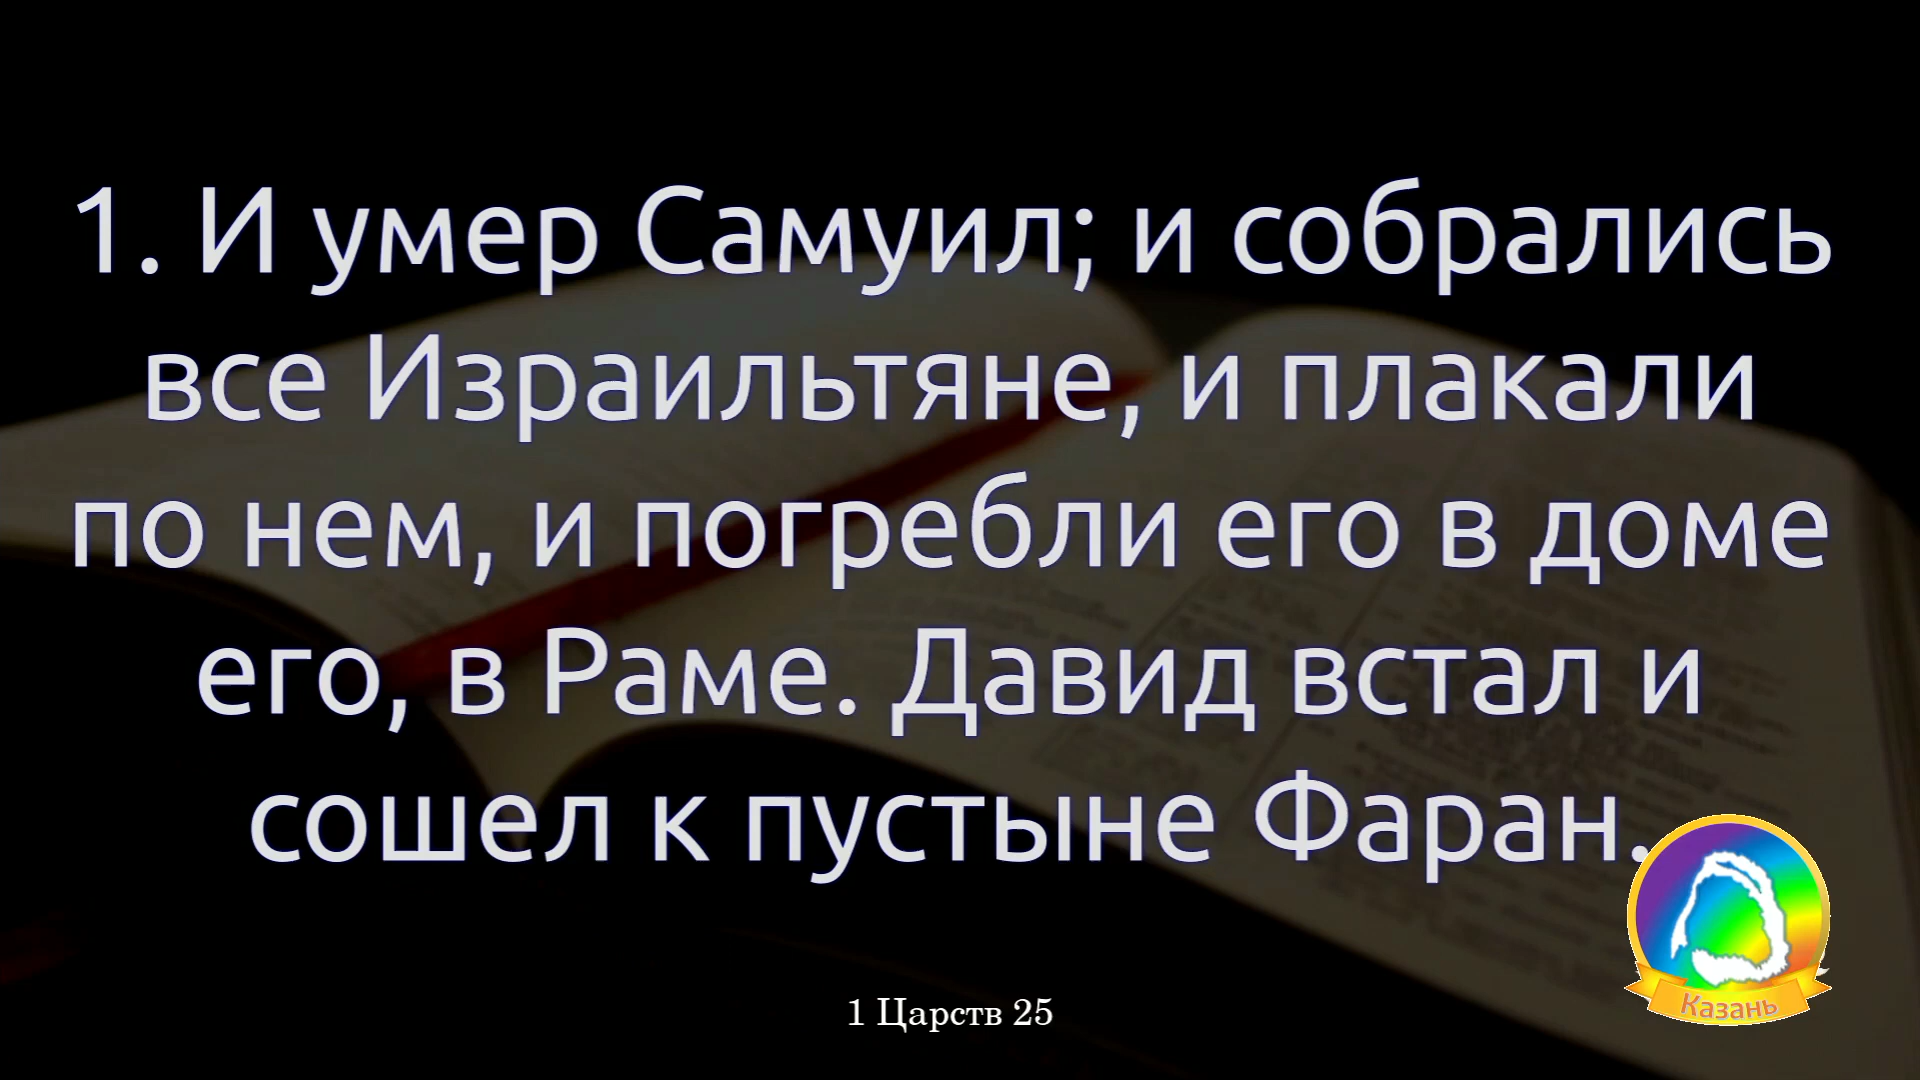 1. И умер Самуил; и собрались
все Израильтяне, и плакали
по нем, и погребли его в доме
его, в Раме. Давид встал и
сошел к пустыне Фаран.
1 Царств 25
Казань